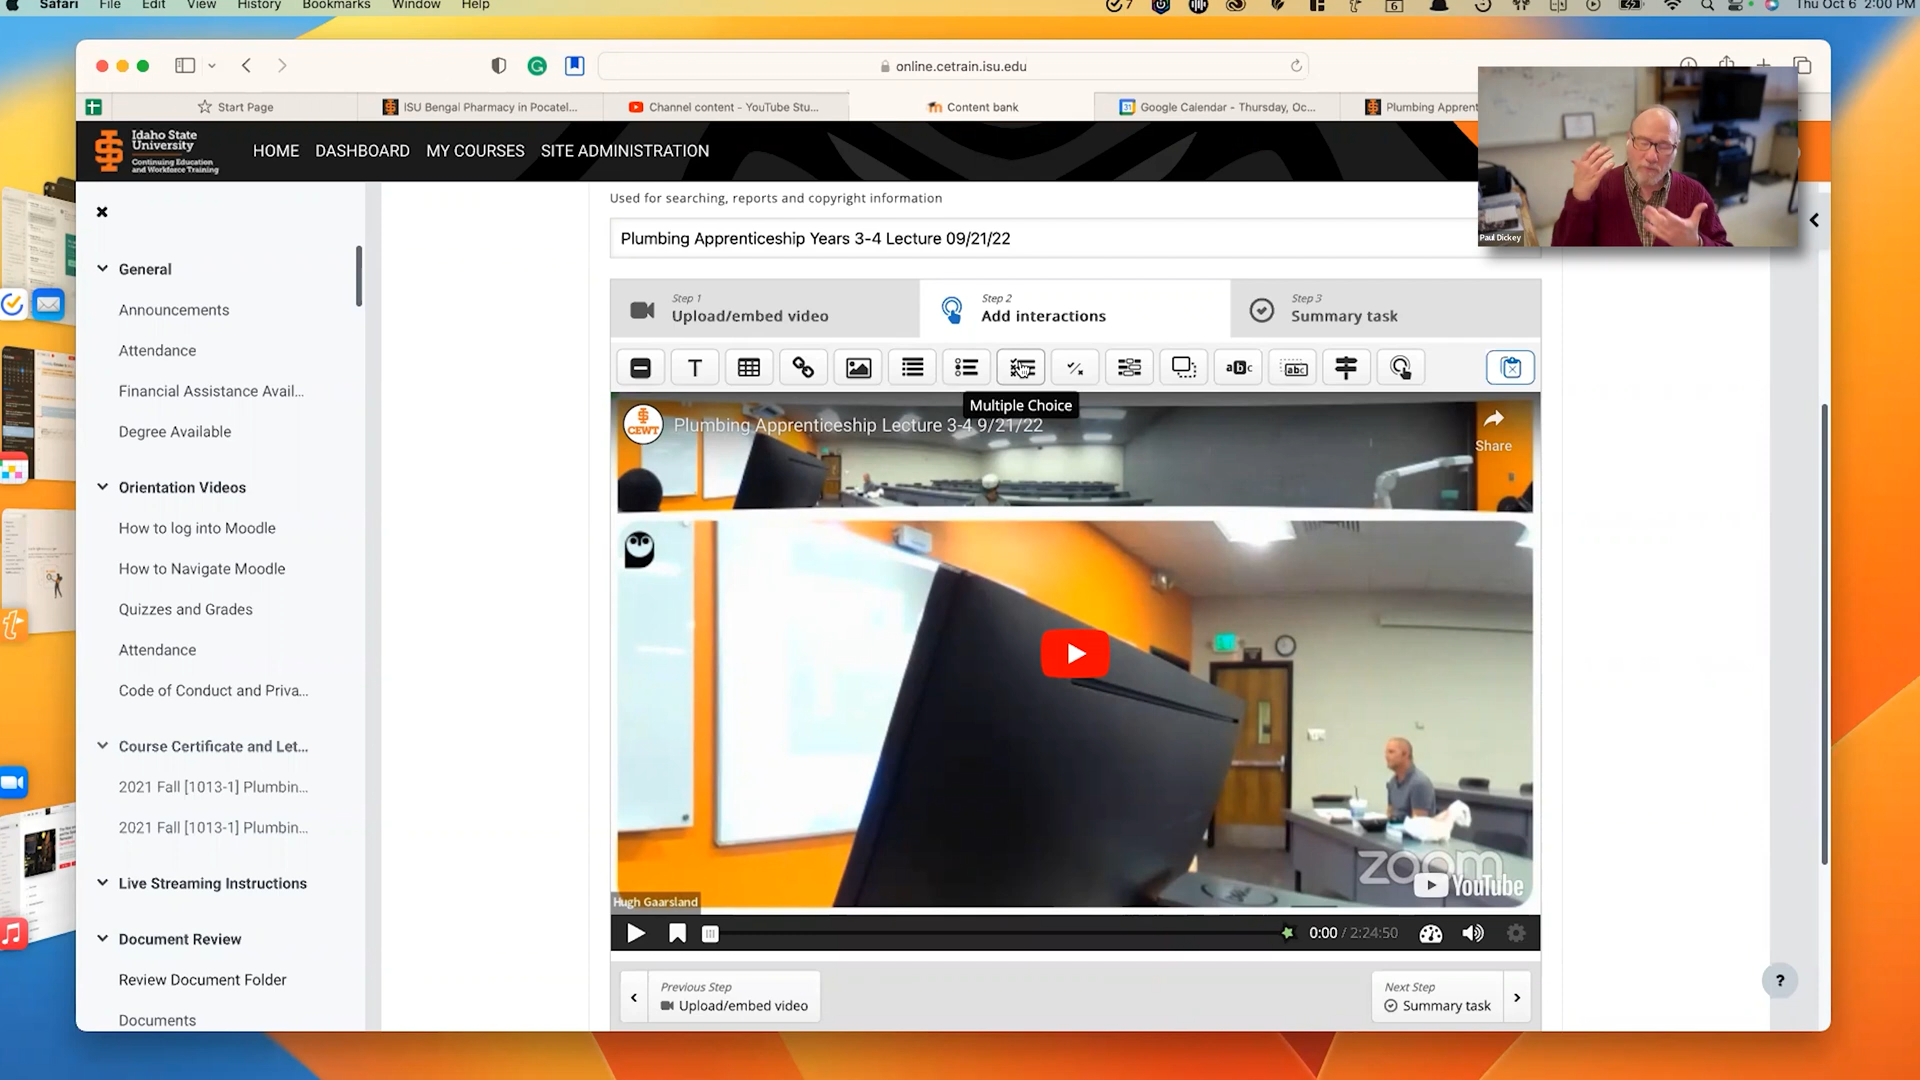 Safari File Edit View History Bookmarks Window Help
7
6
Thu Oct 6 2:00 PM
online.cetrain.isu.edu
Start Page
ISU Bengal Pharmacy in Pocatel...
Channel content - YouTube Stu...
Content bank
Google Calendar - Thursday, Oc...
Plumbing Apprent
Idaho State
University
Continuing Education
and Workforce Training
HOME DASHBOARD MY COURSES SITE ADMINISTRATION
Paul Dickey
General
Announcements
Attendance
Financial Assistance Avail...
Degree Available
Orientation Videos
How to log into Moodle
How to Navigate Moodle
Quizzes and Grades
Attendance
Code of Conduct and Priva...
Course Certificate and Let...
2021 Fall [1013-1] Plumbin...
2021 Fall [1013-1] Plumbin...
Live Streaming Instructions
Document Review
Review Document Folder
Documents
Used for searching, reports and copyright information
Plumbing Apprenticeship Years 3-4 Lecture 09/21/22
Step 1
Upload/embed video
Step 2
Add interactions
Step 3
Summary task
T
abc
abc
Multiple Choice
CEWT
Plumbing Apprenticeship Lecture 3-4 9/21/22
Share
zoom
YouTube
Hugh Gaarsland
0:00 / 2:24:50
Previous Step
Upload/embed video
Next Step
Summary task
?